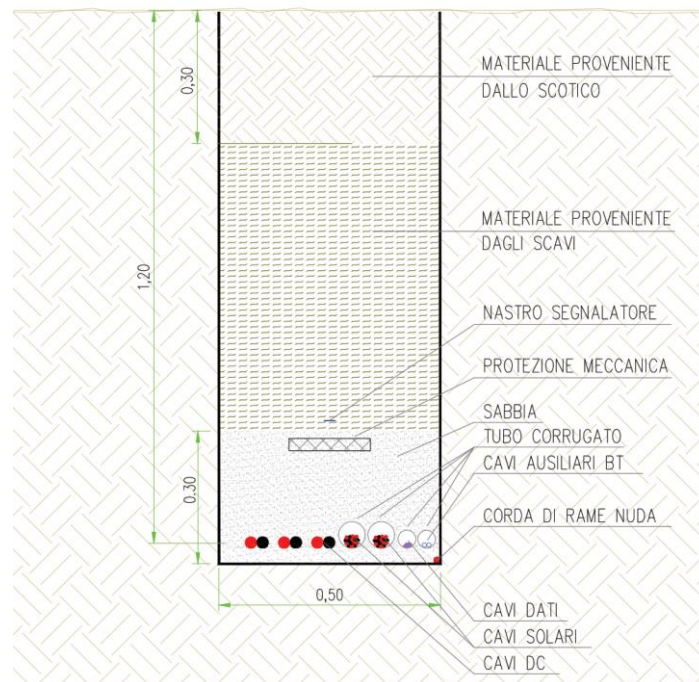 0,30
MATERIALE PROVENIENTE
DALLO SCOTICO
1,20
MATERIALE PROVENIENTE
DAGLI SCAVI
NASTRO SEGNALATORE
PROTEZIONE MECCANICA
SABBIA
TUBO CORRUGATO
CAVI AUSILIARI BT
0,30
CORDA DI RAME NUDA
0,50
CAVI DATI
CAVI SOLARI
CAVI DC